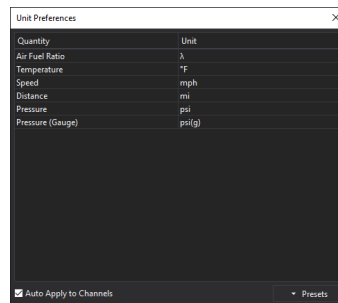 Unit Preferences
Quantity Unit
Air Fuel Ratio λ
Temperature °F
Speed mph
Distance mi
Pressure psi
Pressure (Gauge) psi(g)
Auto Apply to Channels Presets